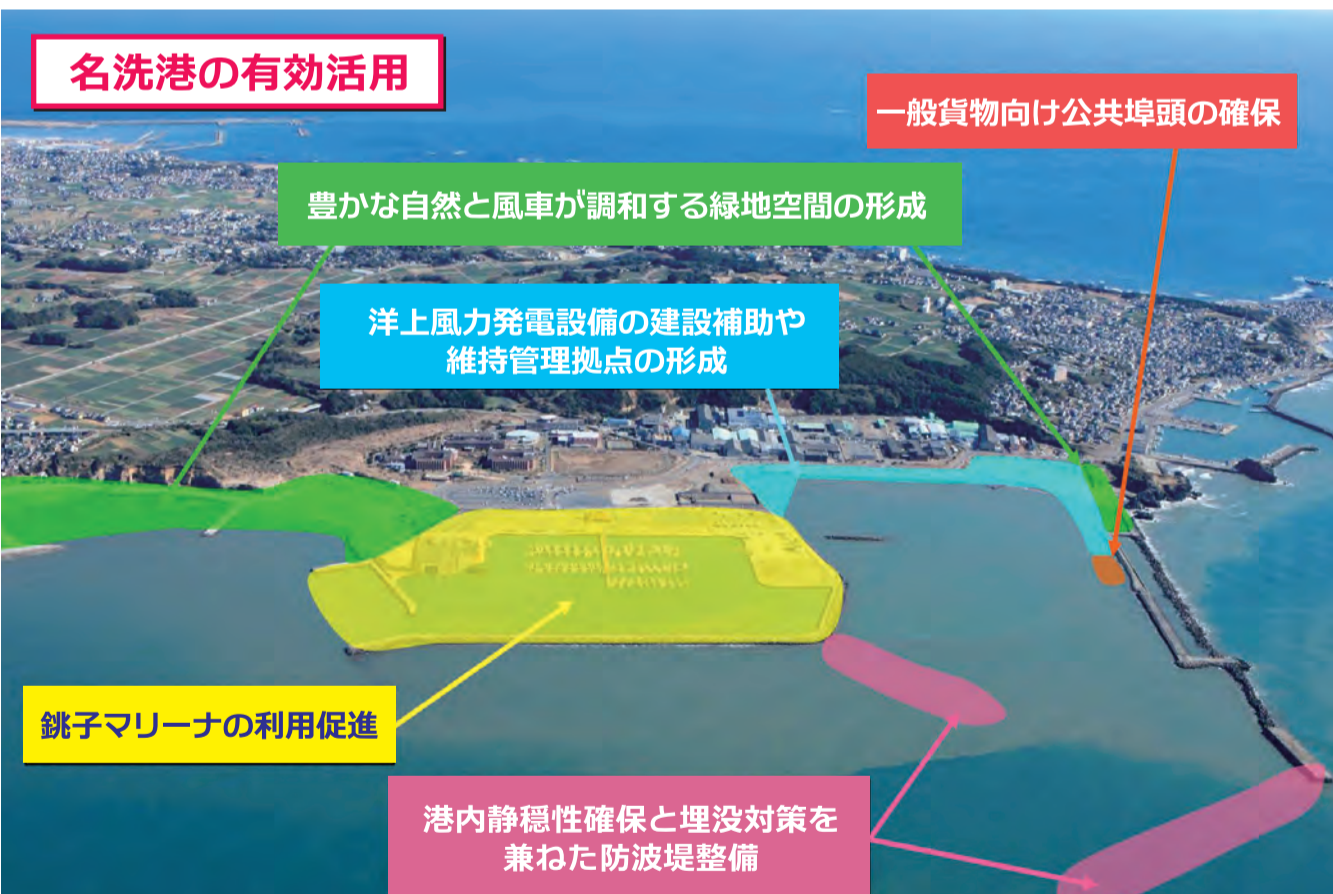 名洗港の有効活用
一般貨物向け公共埠頭の確保
豊かな自然と風車が調和する緑地空間の形成
洋上風力発電設備の建設補助や
維持管理拠点の形成
銚子マリーナの利用促進
港内静穏性確保と埋没対策を
兼ねた防波堤整備